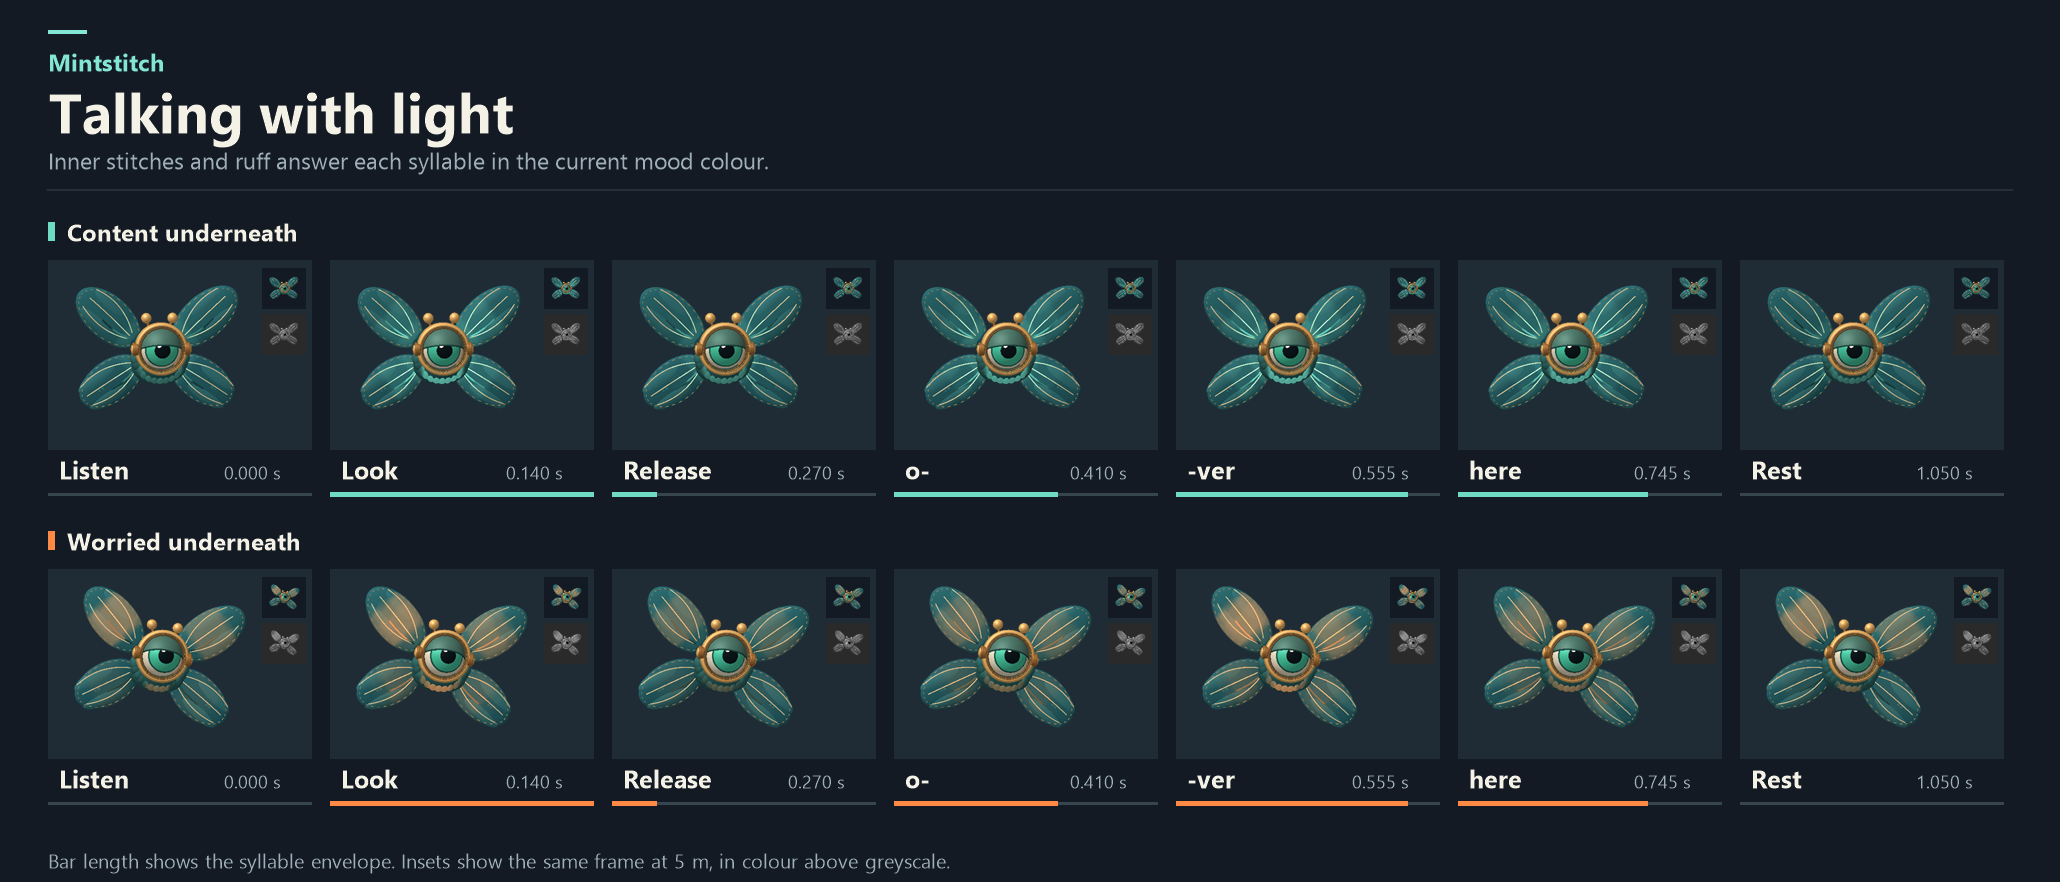 Mintstitch
Talking with light
Inner stitches and ruff answer each syllable in the current mood colour.
Content underneath
Listen 0.000 s
Look 0.140 s
Release 0.270 s
o- 0.410 s
-ver 0.555 s
here 0.745 s
Rest 1.050 s
Worried underneath
Listen 0.000 s
Look 0.140 s
Release 0.270 s
o- 0.410 s
-ver 0.555 s
here 0.745 s
Rest 1.050 s
Bar length shows the syllable envelope. Insets show the same frame at 5 m, in colour above greyscale.